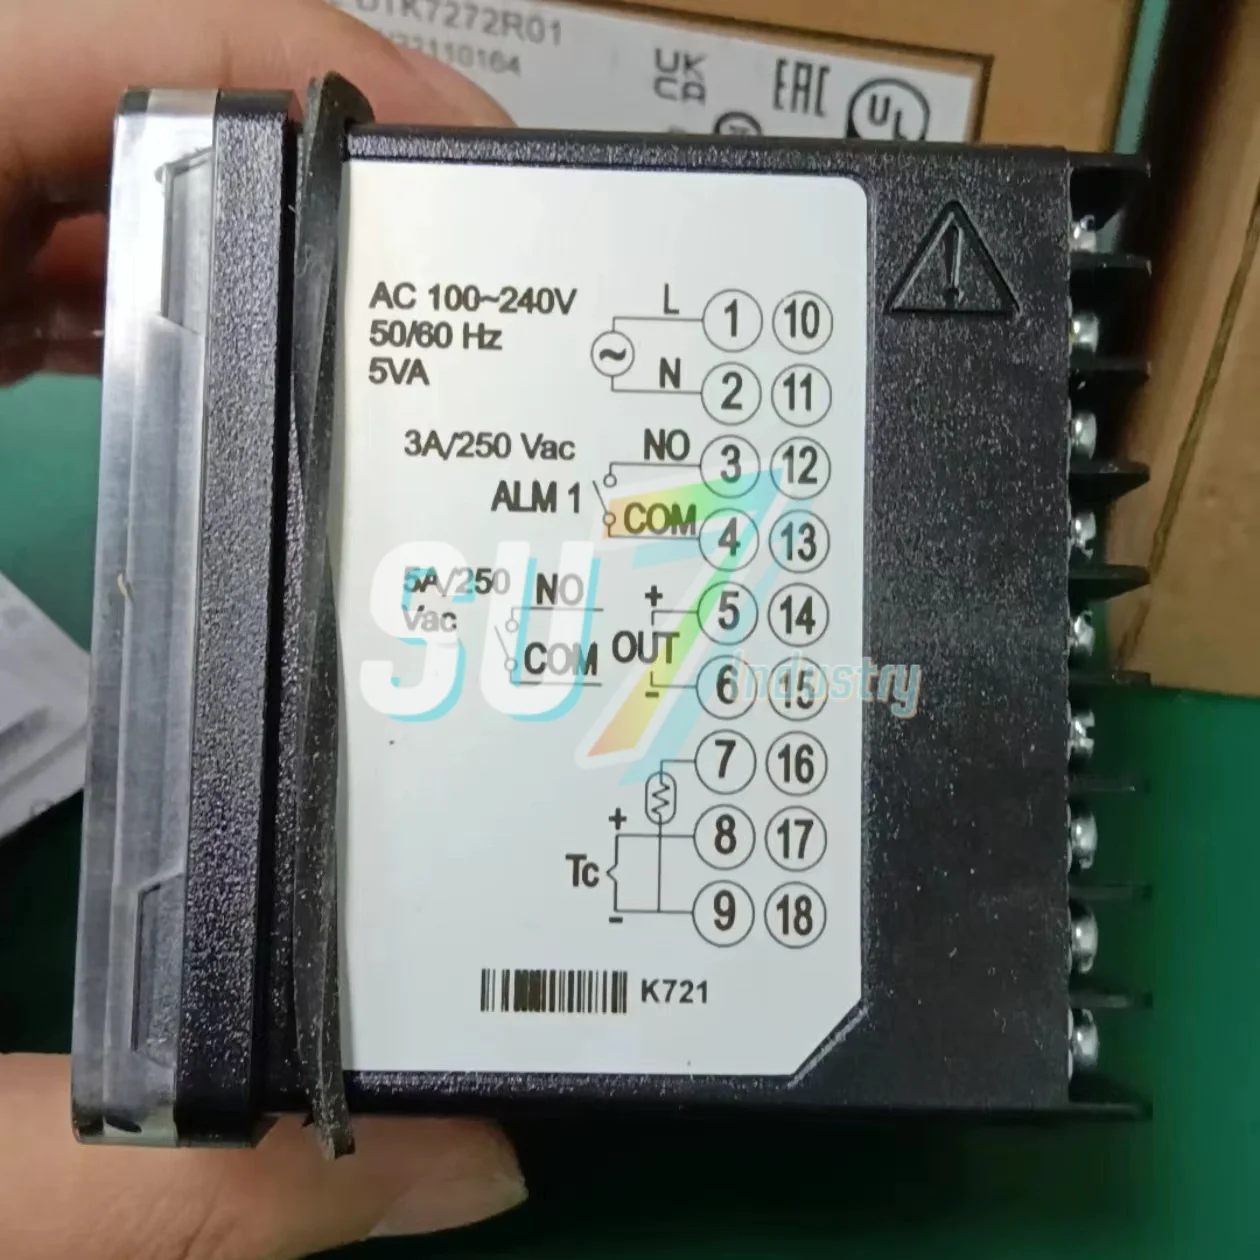 DTK7272R01
UK
CA
EAC
UL
AC 100~240V
50/60 Hz
5VA
L
N
1 10
2 11
3A/250 Vac
ALM 1
NO
COM
3 12
4 13
5A/250
Vac
NO
COM
+
OUT
-
5 14
6 15
7 16
+
Tc
-
8 17
9 18
K721
SU7
Industry